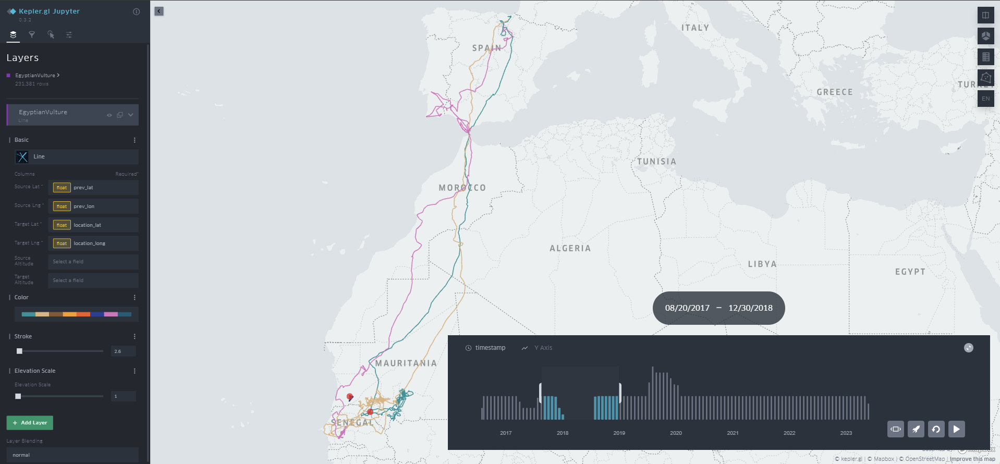 Kepler.gl Jupyter
0.3.2
Layers
EgyptianVulture
231,381 rows
EgyptianVulture
Line
Basic
Line
Columns Required*
Source Lat * float prev_lat
Source Lng * float prev_lon
Target Lat * float location_lat
Target Lng * float location_long
Source Altitude Select a field
Target Altitude Select a field
Color
Stroke
2.6
Elevation Scale
Elevation Scale
1
+ Add Layer
Layer Blending
normal
ITALY
SPAIN
GREECE
EN
TUNISIA
MOROCCO
ALGERIA
LIBYA
EGYPT
MAURITANIA
SENEGAL
08/20/2017 – 12/30/2018
timestamp Y Axis
2017 2018 2019 2020 2021 2022 2023
© kepler.gl | © Mapbox | © OpenStreetMap | Improve this map